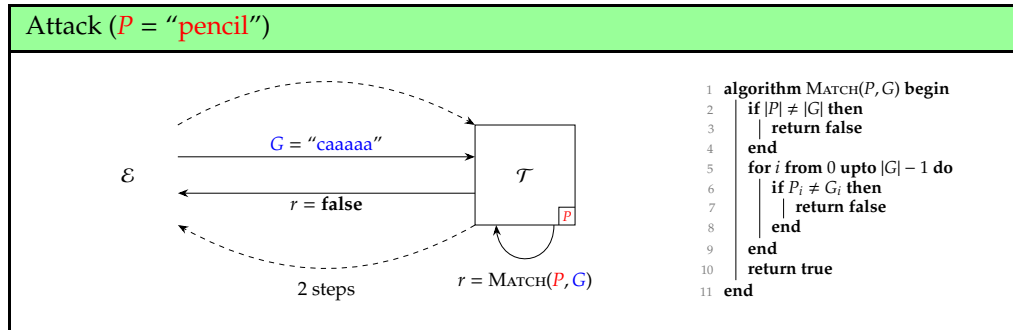 Attack (P = “pencil”)
G = “caaaaa”
ℰ
𝒯
r = false
P
2 steps
r = MATCH(P, G)
1 algorithm MATCH(P, G) begin
2 if |P| ≠ |G| then
3 return false
4 end
5 for i from 0 upto |G| − 1 do
6 if Pᵢ ≠ Gᵢ then
7 return false
8 end
9 end
10 return true
11 end